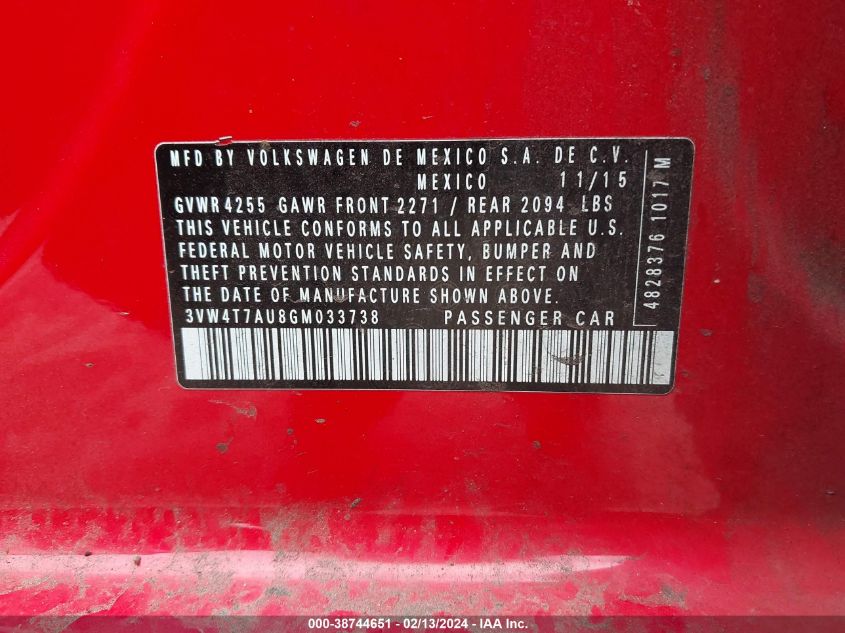 MFD BY VOLKSWAGEN DE MEXICO S.A. DE C.V.
MEXICO 11/15
GVWR 4255 GAWR FRONT 2271 / REAR 2094 LBS
THIS VEHICLE CONFORMS TO ALL APPLICABLE U.S.
FEDERAL MOTOR VEHICLE SAFETY, BUMPER AND
THEFT PREVENTION STANDARDS IN EFFECT ON
THE DATE OF MANUFACTURE SHOWN ABOVE.
3VW4T7AU8GM033738 PASSENGER CAR
4828376 1017 M
000-38744651 - 02/13/2024 - IAA Inc.